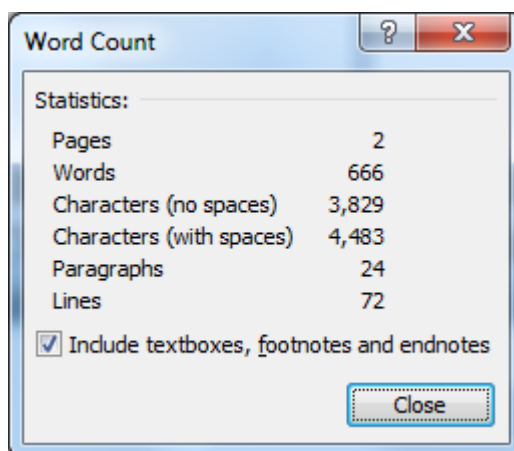 Word Count
Statistics:
Pages 2
Words 666
Characters (no spaces) 3,829
Characters (with spaces) 4,483
Paragraphs 24
Lines 72
Include textboxes, footnotes and endnotes
Close